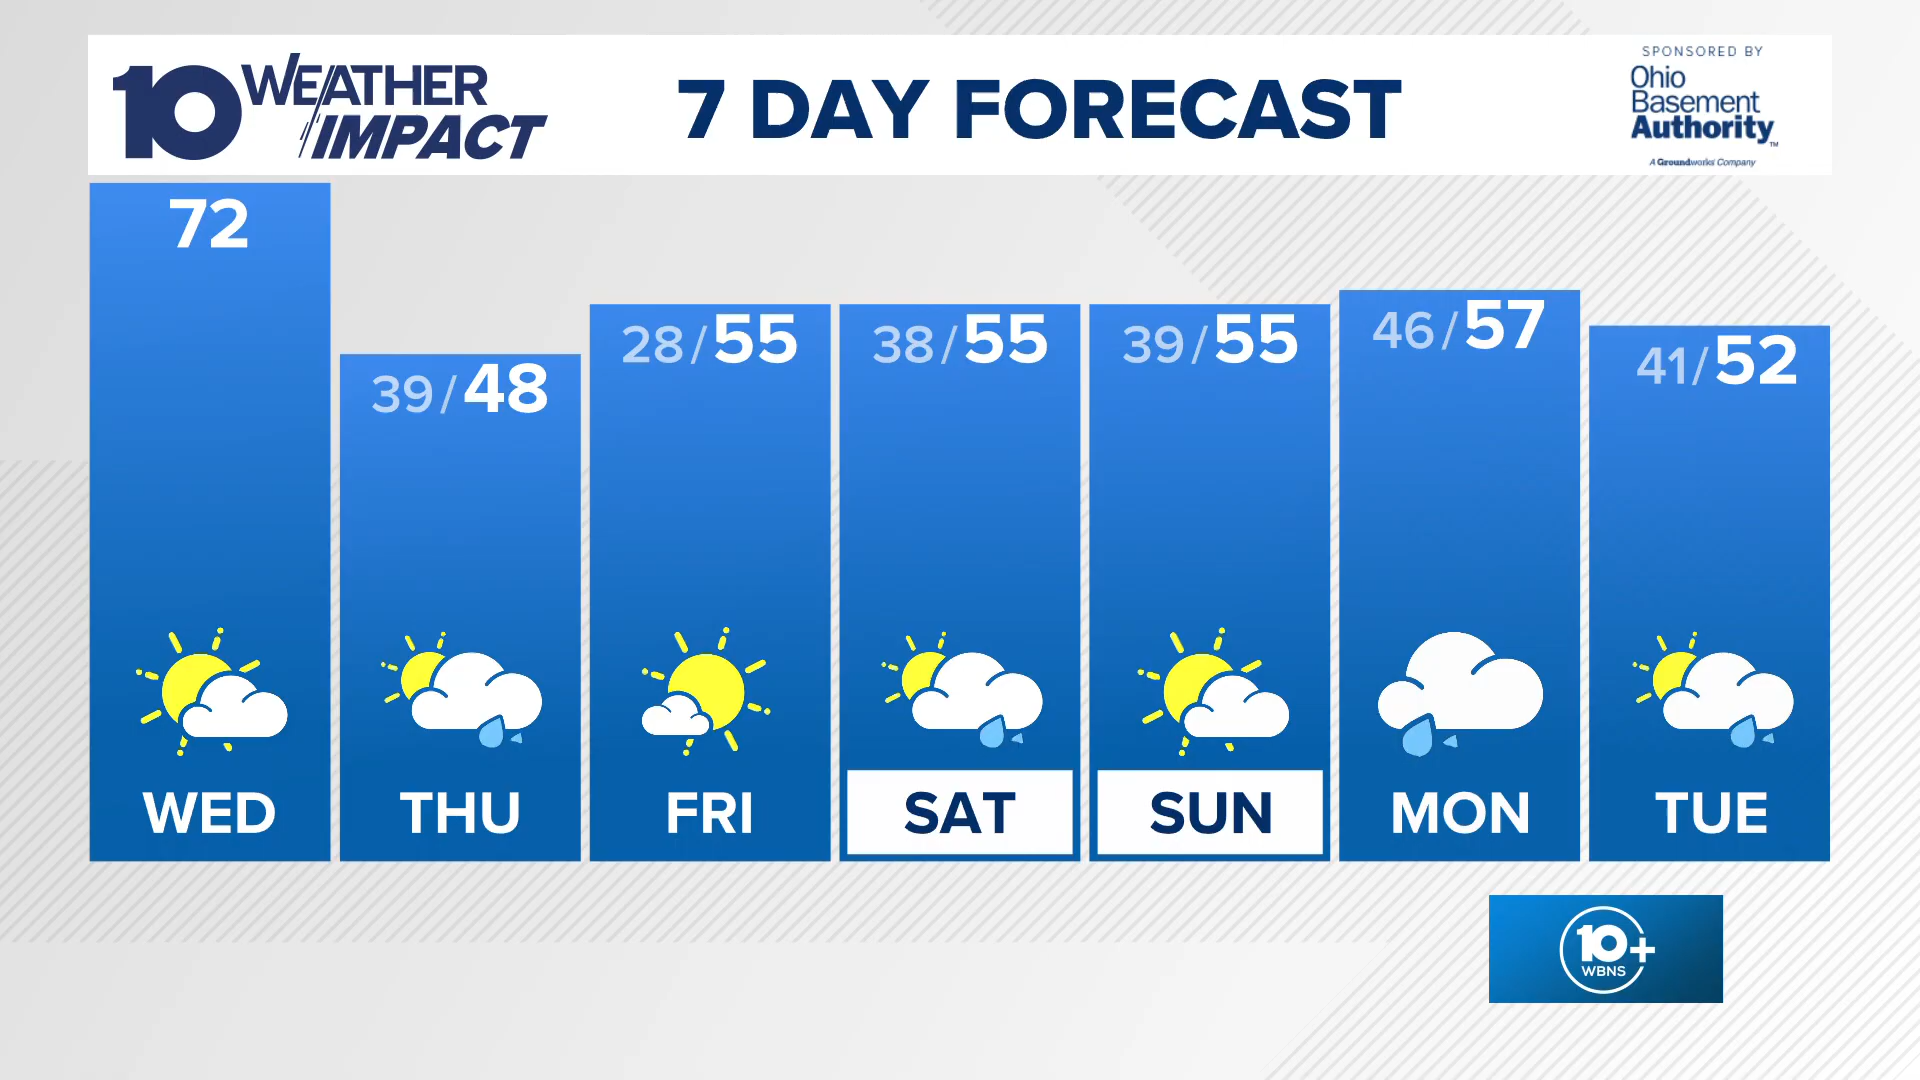 10 WEATHER
IMPACT
7 DAY FORECAST
SPONSORED BY
Ohio
Basement
Authority™
A Groundworks Company
72
39/48
28/55
38/55
39/55
46/57
41/52
WED
THU
FRI
SAT
SUN
MON
TUE
10+
WBNS